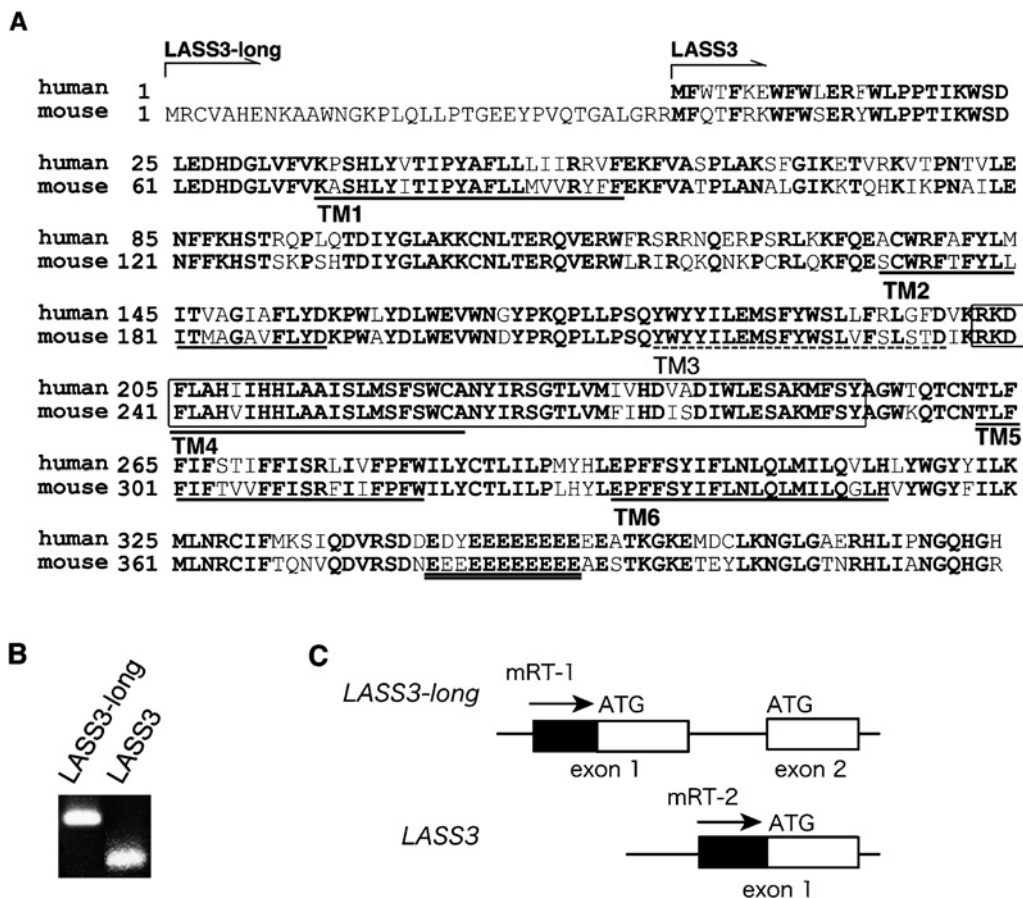 A
LASS3-long LASS3
human 1 MFWTFKEWFWLERFWLPPTIKWSD
mouse 1 MRCVAHENKAAWNGKPLQLLPTGEEYPVQTGALGRRMFQTFRKWFWSERYWLPPTIKWSD
human 25 LEDHDGLVFVKPSHLYVTIPYAFLLLIIRRVFEKFVASPLAKSFGIKETVRKVTPNTVLE
mouse 61 LEDHDGLVFVKASHLYITIPYAFLLMVVRYFFEKFVATPLANALGIKKTQHKIKPNAILE
TM1
human 85 NFFKHSTRQPLQTDIYGLAKKCNLTERQVERWFRSRRNQERPSRLKKFQEACWRFAFYLM
mouse 121 NFFKHSTSKPSHTDIYGLAKKCNLTERQVERWLRIRQKQNKPCRLQKFQESCWRFTFYLL
TM2
human 145 ITVAGIAFLYDKPWLYDLWEVWNGYPKQPLLPSQYWYYILEMSFYWSLLFRLGFDVKRKD
mouse 181 ITMAGAVFLYDKPWAYDLWEVWNDYPRQPLLPSQYWYYILEMSFYWSLVFSLSTDIKRKD
TM3
human 205 FLAHIIHHLAAISLMSFSWCANYIRSGTLVMIVHDVADIWLESAKMFSYAGWTQTCNTLF
mouse 241 FLAHVIHHLAAISLMSFSWCANYIRSGTLVMFIHDISDIWLESAKMFSYAGWKQTCNTLF
TM4 TM5
human 265 FIFSTIFFISRLIVFPFWILYCTLILPMYHLEPFFSYIFLNLQLMILQVLHLYWGYYILK
mouse 301 FIFTVVFFISRFIIFPFWILYCTLILPLHYLEPFFSYIFLNLQLMILQGLHVYWGYFILK
TM6
human 325 MLNRCIFMKSIQDVRSDDEDYEEEEEEEEEEATKGKEMDCLKNGLGAERHLIPNGQHGH
mouse 361 MLNRCIFTQNVQDVRSDNEEEEEEEEEEAESTKGKETEYLKNGLGTNRHLIANGQHGR
B
LASS3-long
LASS3
C
mRT-1
LASS3-long ATG ATG
exon 1 exon 2
mRT-2
LASS3 ATG
exon 1